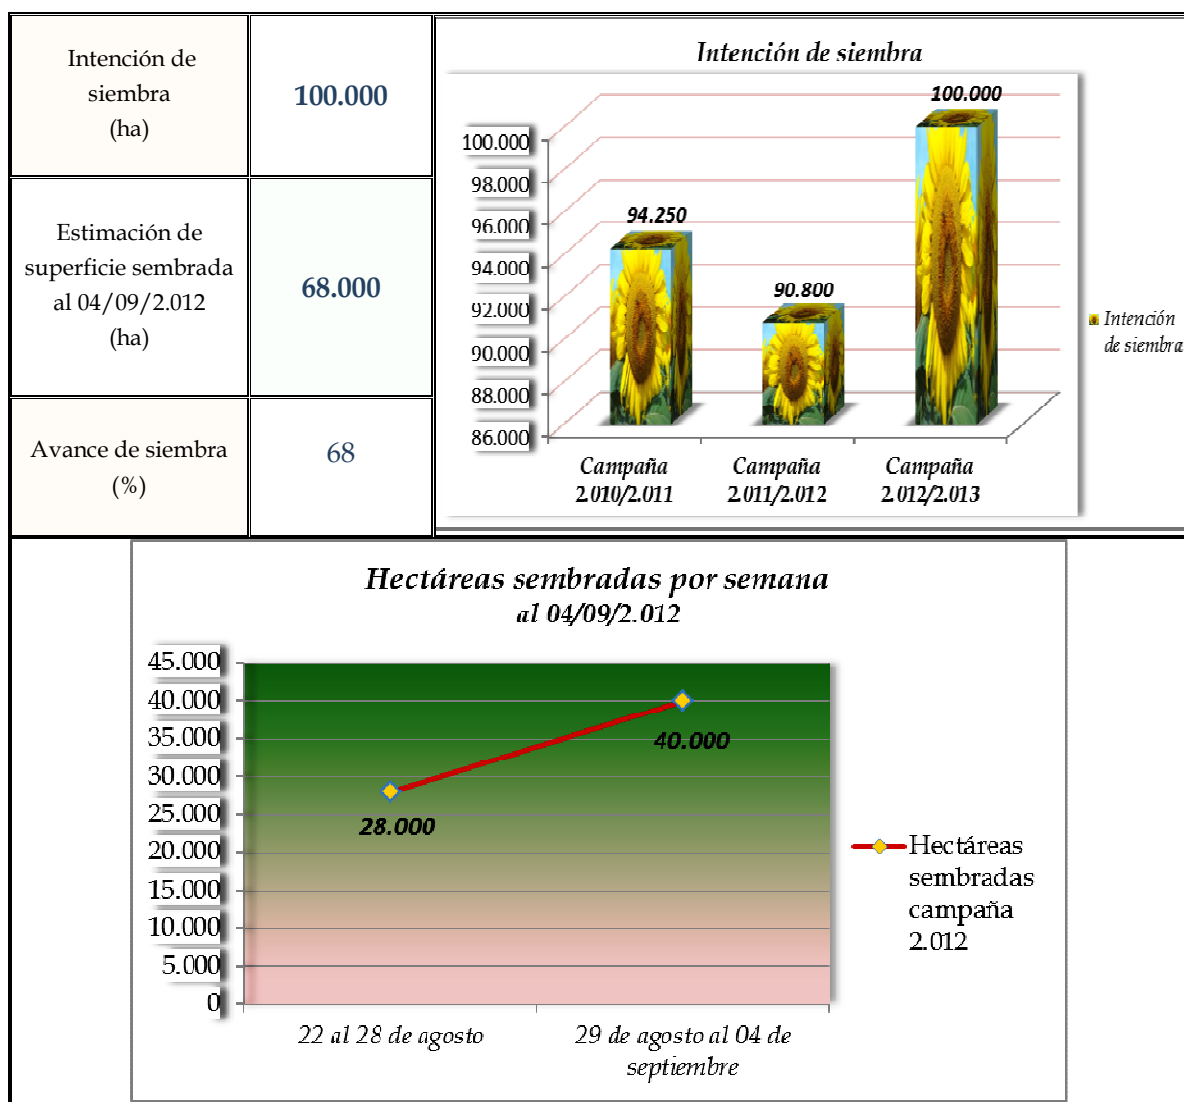 Intención de
siembra
(ha)
100.000
Estimación de
superficie sembrada
al 04/09/2.012
(ha)
68.000
Avance de siembra
(%)
68
Intención de siembra
100.000
98.000
96.000
94.000
92.000
90.000
88.000
86.000
94.250
90.800
100.000
Campaña
2.010/2.011
Campaña
2.011/2.012
Campaña
2.012/2.013
Intención
de siembra
Hectáreas sembradas por semana
al 04/09/2.012
45.000
40.000
35.000
30.000
25.000
20.000
15.000
10.000
5.000
0
28.000
40.000
22 al 28 de agosto
29 de agosto al 04 de
septiembre
Hectáreas
sembradas
campaña
2.012